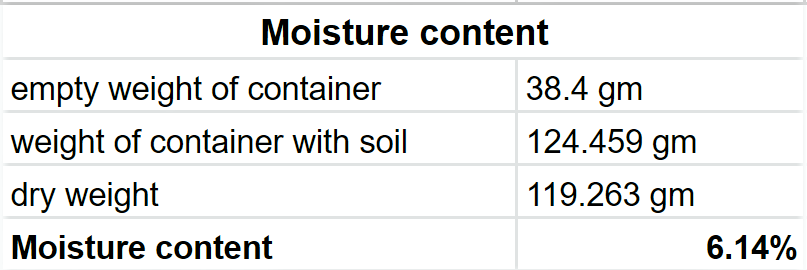 Moisture content
empty weight of container 38.4 gm
weight of container with soil 124.459 gm
dry weight 119.263 gm
Moisture content 6.14%